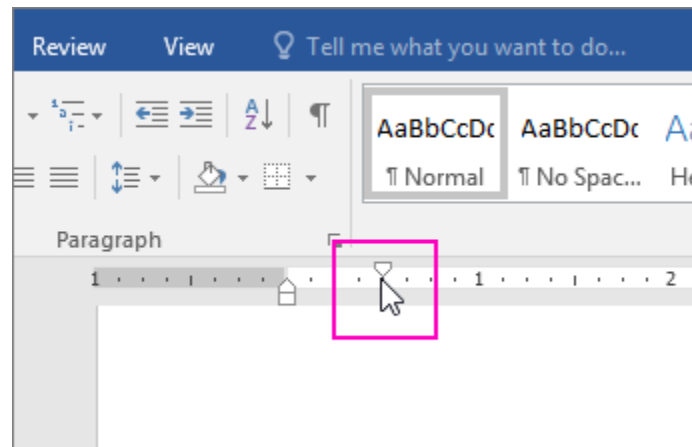 Review View Tell me what you want to do...
AaBbCcDc AaBbCcDc
¶ Normal ¶ No Spac...
Paragraph
1 1 2